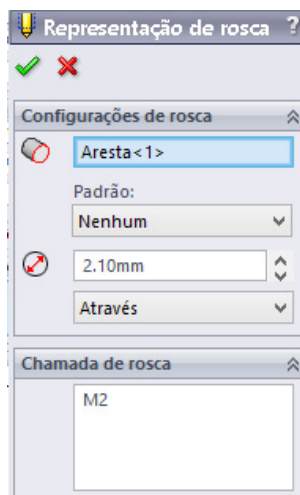 Representação de rosca ?
Configurações de rosca
Aresta<1>
Padrão:
Nenhum
2.10mm
Através
Chamada de rosca
M2